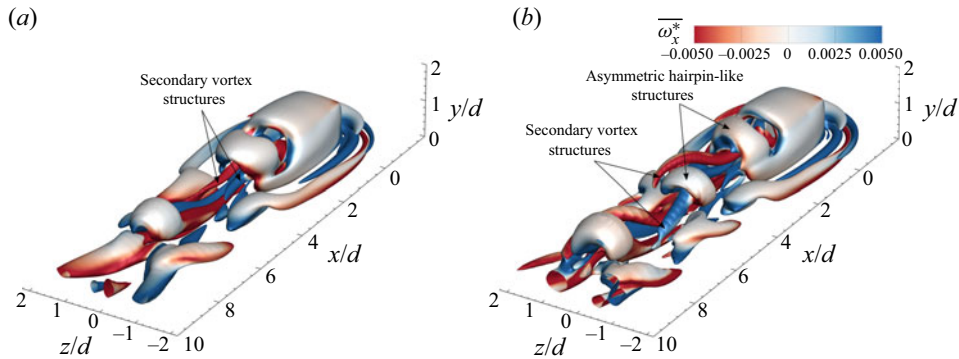 (a)
Secondary vortex
structures
2
1
0
y/d
0
2
4
x/d
6
8
10
2
1
0
–1
–2
z/d
(b)
ωx*
–0.0050 –0.0025 0 0.0025 0.0050
Asymmetric hairpin-like
structures
Secondary vortex
structures
2
1
0
y/d
0
2
4
x/d
6
8
10
2
1
0
–1
–2
z/d